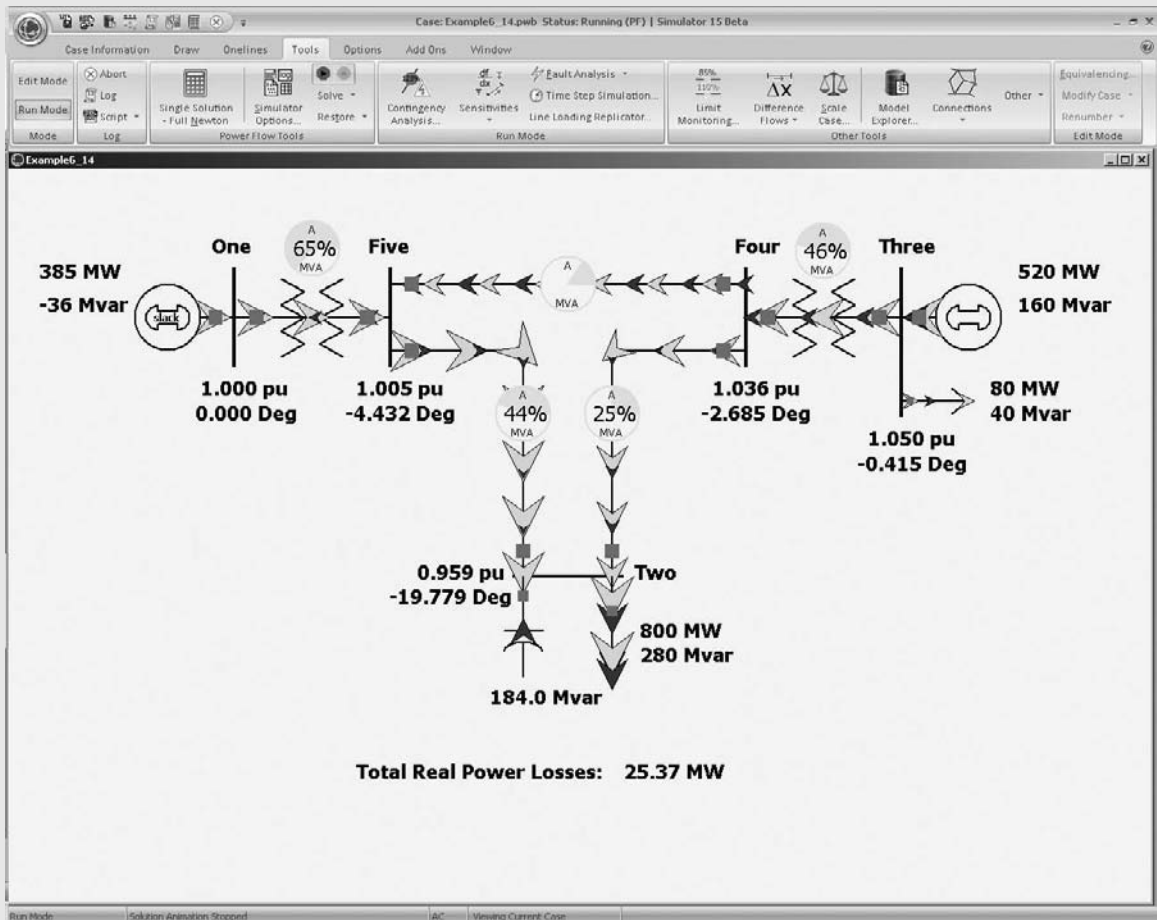 Case: Example6_14.pwb Status: Running (PF) | Simulator 15 Beta
Case Information Draw Onelines Tools Options Add Ons Window
Edit Mode
Run Mode
Mode
Abort
Log
Script
Log
Single Solution
- Full Newton
Simulator
Options...
Solve
Restore
Power Flow Tools
Contingency
Analysis...
Sensitivities
Fault Analysis
Time Step Simulation...
Line Loading Replicator...
Run Mode
Limit
Monitoring...
Difference
Flows
Scale
Case...
Model
Explorer...
Connections
Other
Other Tools
Equivalencing...
Modify Case
Renumber
Edit Mode
Example6_14
One
A
65%
MVA
Five
A
MVA
Four
A
46%
MVA
Three
385 MW
-36 Mvar
slack
520 MW
160 Mvar
1.000 pu
0.000 Deg
1.005 pu
-4.432 Deg
A
44%
MVA
A
25%
MVA
1.036 pu
-2.685 Deg
80 MW
40 Mvar
1.050 pu
-0.415 Deg
0.959 pu
-19.779 Deg
Two
800 MW
280 Mvar
184.0 Mvar
Total Real Power Losses: 25.37 MW
Run Mode Solution Animation Stopped AC Viewing Current Case